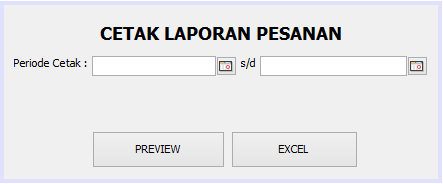 CETAK LAPORAN PESANAN
Periode Cetak : s/d
PREVIEW EXCEL